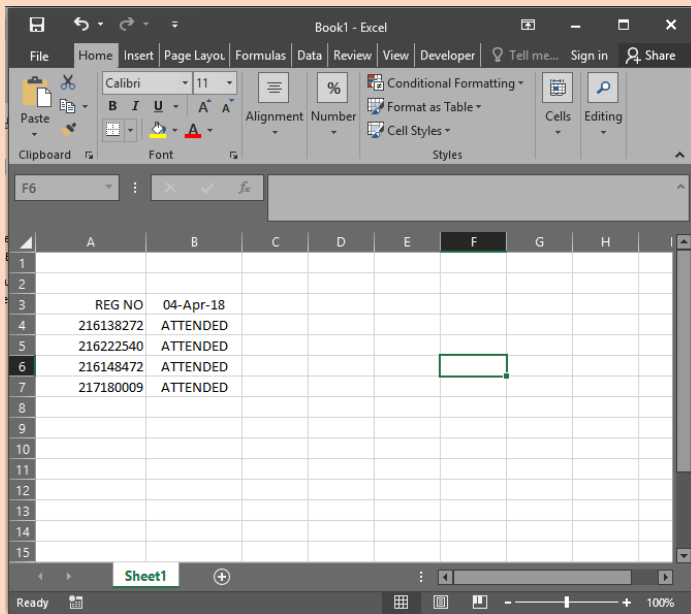 Book1 - Excel
File Home Insert Page Layou Formulas Data Review View Developer Tell me... Sign in Share
Calibri 11
Conditional Formatting
Format as Table
Cell Styles
B I U A A
A
Paste Alignment Number Cells Editing
%
Clipboard Font Styles
F6 fx
A B C D E F G H I
1
2
3 REG NO 04-Apr-18
4 216138272 ATTENDED
5 216222540 ATTENDED
6 216148472 ATTENDED
7 217180009 ATTENDED
8
9
10
11
12
13
14
15
Sheet1
Ready 100%